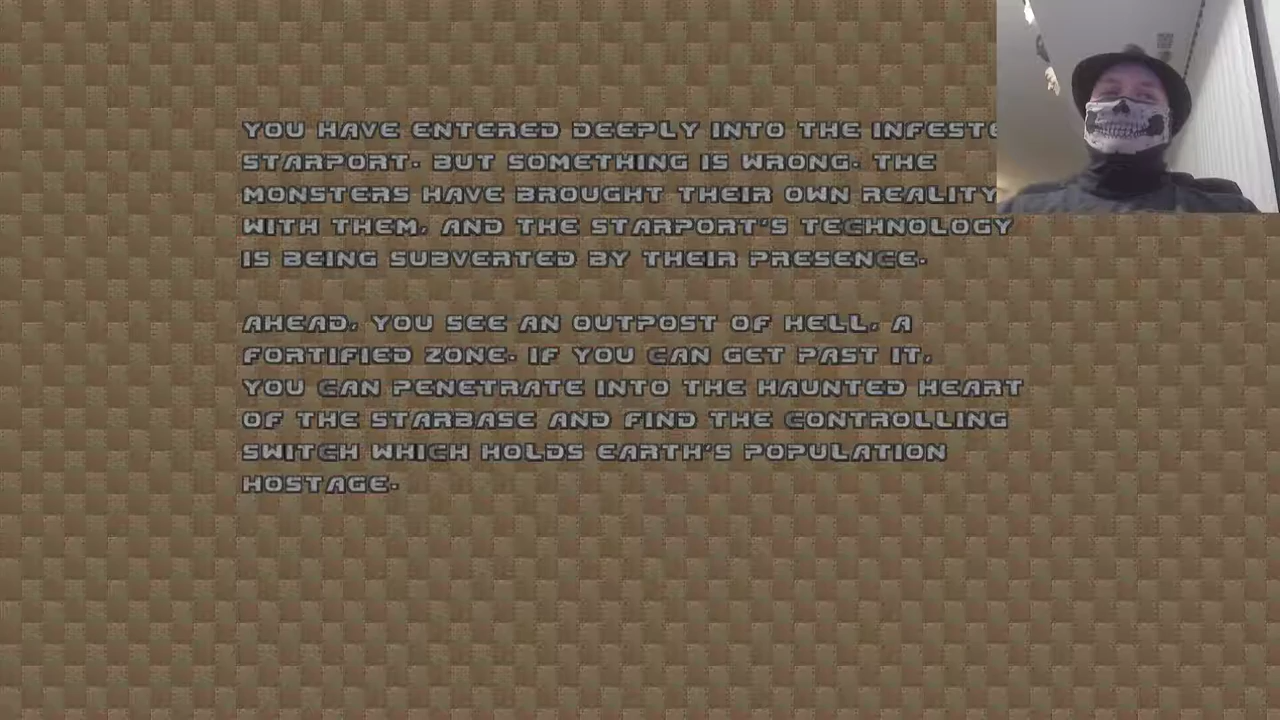 YOU HAVE ENTERED DEEPLY INTO THE INFESTE
STARPORT. BUT SOMETHING IS WRONG. THE
MONSTERS HAVE BROUGHT THEIR OWN REALITY
WITH THEM, AND THE STARPORT'S TECHNOLOGY
IS BEING SUBVERTED BY THEIR PRESENCE.
AHEAD, YOU SEE AN OUTPOST OF HELL, A
FORTIFIED ZONE. IF YOU CAN GET PAST IT,
YOU CAN PENETRATE INTO THE HAUNTED HEART
OF THE STARBASE AND FIND THE CONTROLLING
SWITCH WHICH HOLDS EARTH'S POPULATION
HOSTAGE.